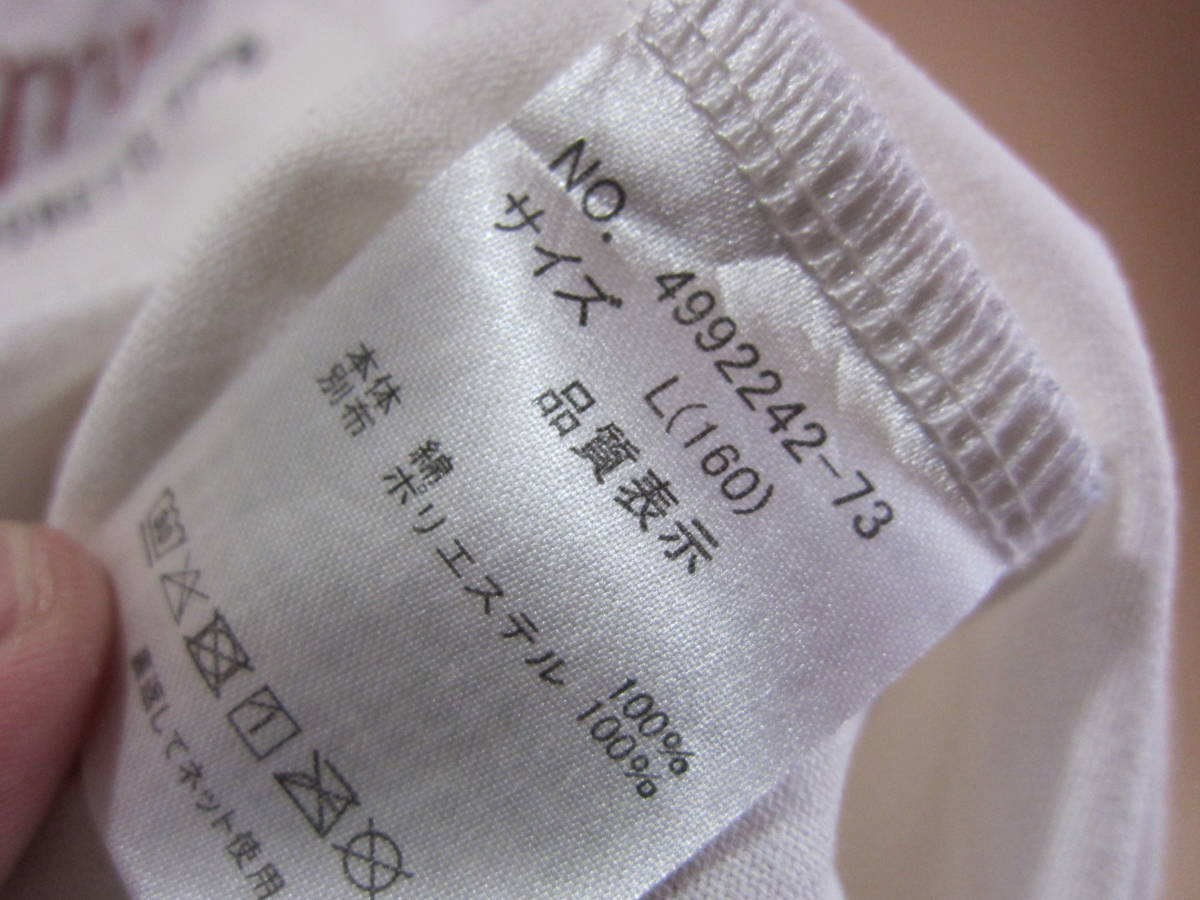 NO. 4992242-73
サイズ L(160)
品質表示
本体 綿 100%
別布 ポリエステル 100%
裏返してネット使用